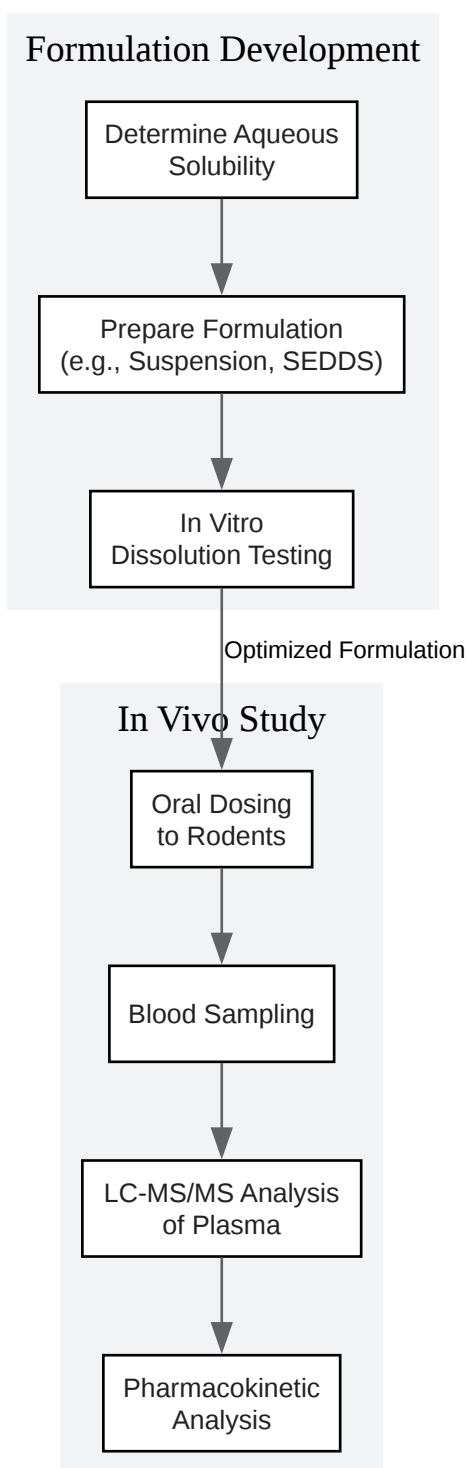 Formulation Development
Determine Aqueous
Solubility
Prepare Formulation
(e.g., Suspension, SEDDS)
In Vitro
Dissolution Testing
Optimized Formulation
In Vivo Study
Oral Dosing
to Rodents
Blood Sampling
LC-MS/MS Analysis
of Plasma
Pharmacokinetic
Analysis